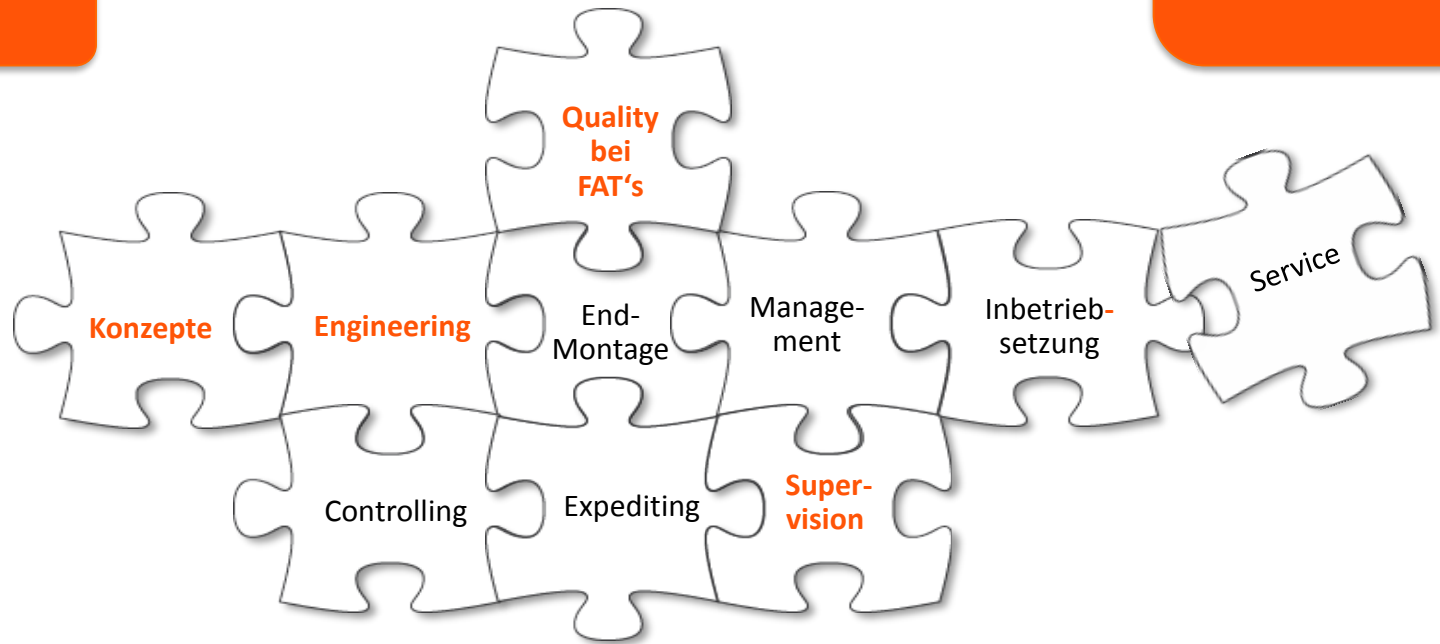 Quality
bei
FAT‘s
Konzepte
Engineering
End-
Montage
Manage-
ment
Inbetrieb-
setzung
Service
Controlling
Expediting
Super-
vision